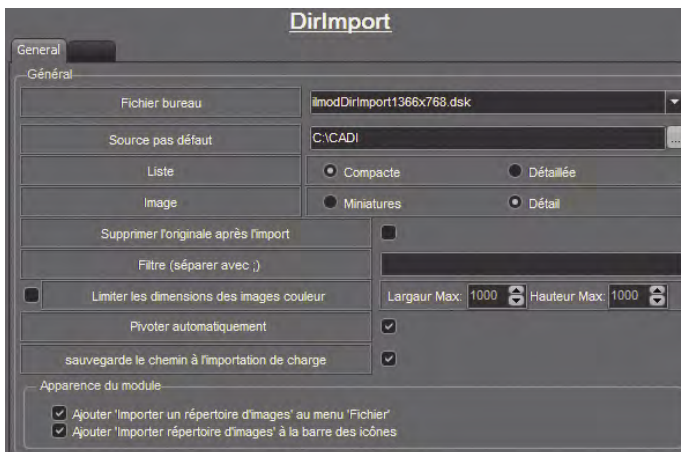 DirImport
General
Général
Fichier bureau ilmodDirImport1366x768.dsk
Source pas défaut C:\CADI ...
Liste Compacte Détaillée
Image Miniatures Détail
Supprimer l'originale après l'import
Filtre (séparer avec ;)
Limiter les dimensions des images couleur Largaur Max: 1000 Hauteur Max: 1000
Pivoter automatiquement
sauvegarde le chemin à l'importation de charge
Apparence du module
Ajouter 'Importer un répertoire d'images' au menu 'Fichier'
Ajouter 'Importer répertoire d'images' à la barre des icônes